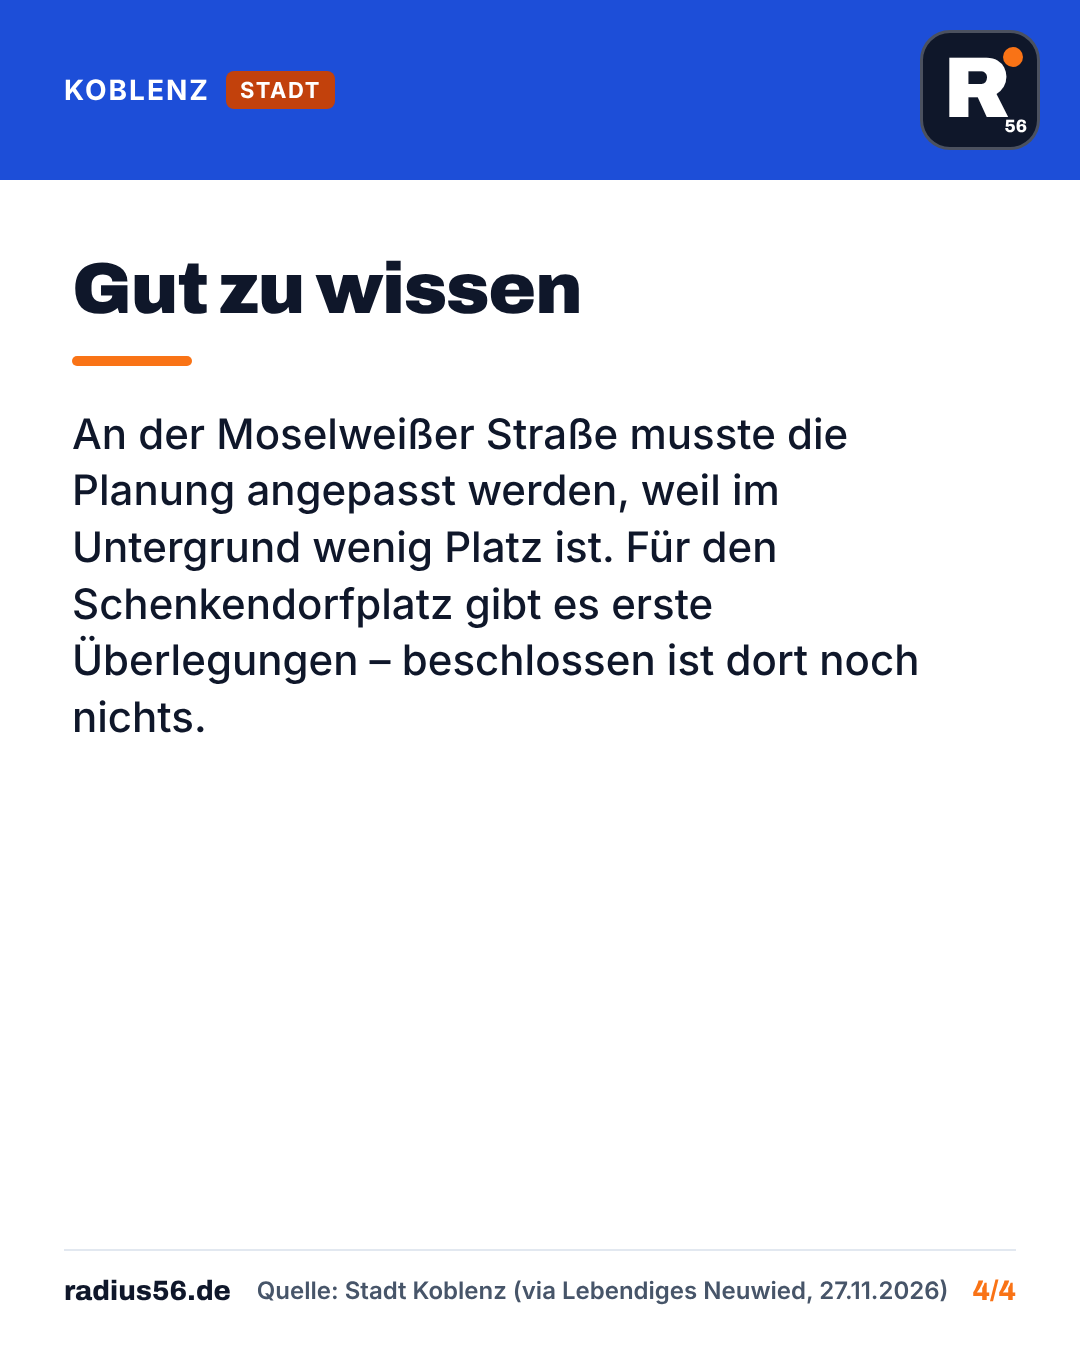 KOBLENZ STADT
R
56
Gut zu wissen
An der Moselweißer Straße musste die
Planung angepasst werden, weil im
Untergrund wenig Platz ist. Für den
Schenkendorfplatz gibt es erste
Überlegungen – beschlossen ist dort noch
nichts.
radius56.de Quelle: Stadt Koblenz (via Lebendiges Neuwied, 27.11.2026) 4/4